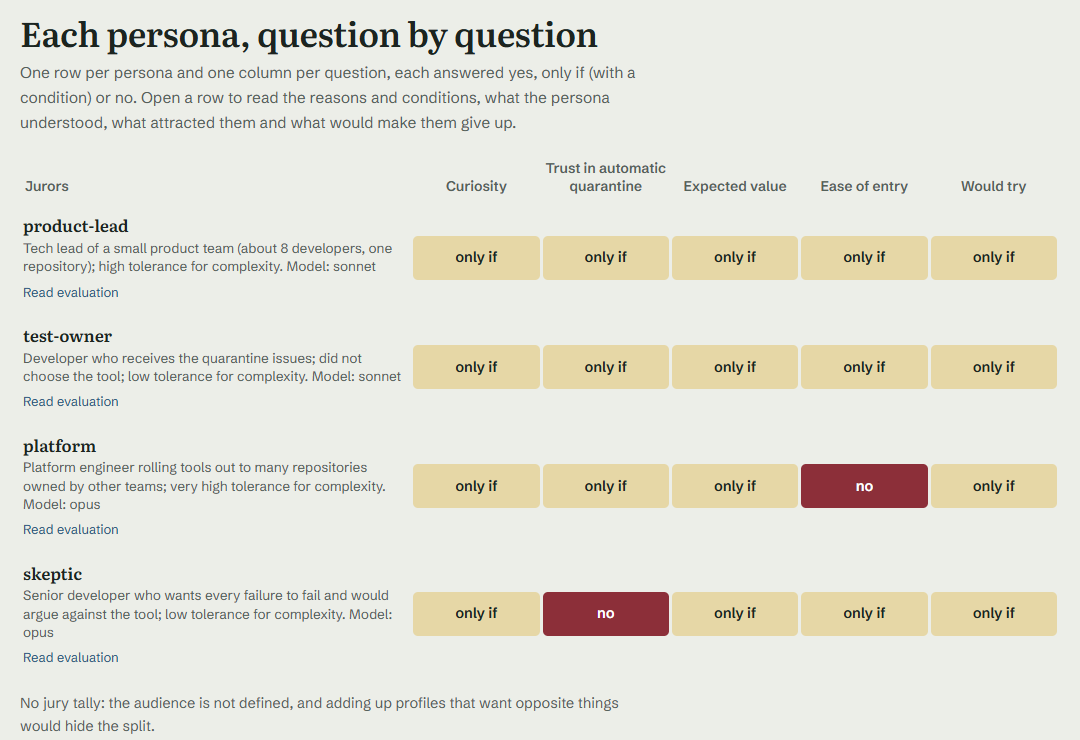 Each persona, question by question
One row per persona and one column per question, each answered yes, only if (with a
condition) or no. Open a row to read the reasons and conditions, what the persona
understood, what attracted them and what would make them give up.
Jurors
Curiosity
Trust in automatic
quarantine
Expected value
Ease of entry
Would try
product-lead
Tech lead of a small product team (about 8 developers, one
repository); high tolerance for complexity. Model: sonnet
Read evaluation
only if
only if
only if
only if
only if
test-owner
Developer who receives the quarantine issues; did not
choose the tool; low tolerance for complexity. Model: sonnet
Read evaluation
only if
only if
only if
only if
only if
platform
Platform engineer rolling tools out to many repositories
owned by other teams; very high tolerance for complexity.
Model: opus
Read evaluation
only if
only if
only if
no
only if
skeptic
Senior developer who wants every failure to fail and would
argue against the tool; low tolerance for complexity. Model:
opus
Read evaluation
only if
no
only if
only if
only if
No jury tally: the audience is not defined, and adding up profiles that want opposite things
would hide the split.